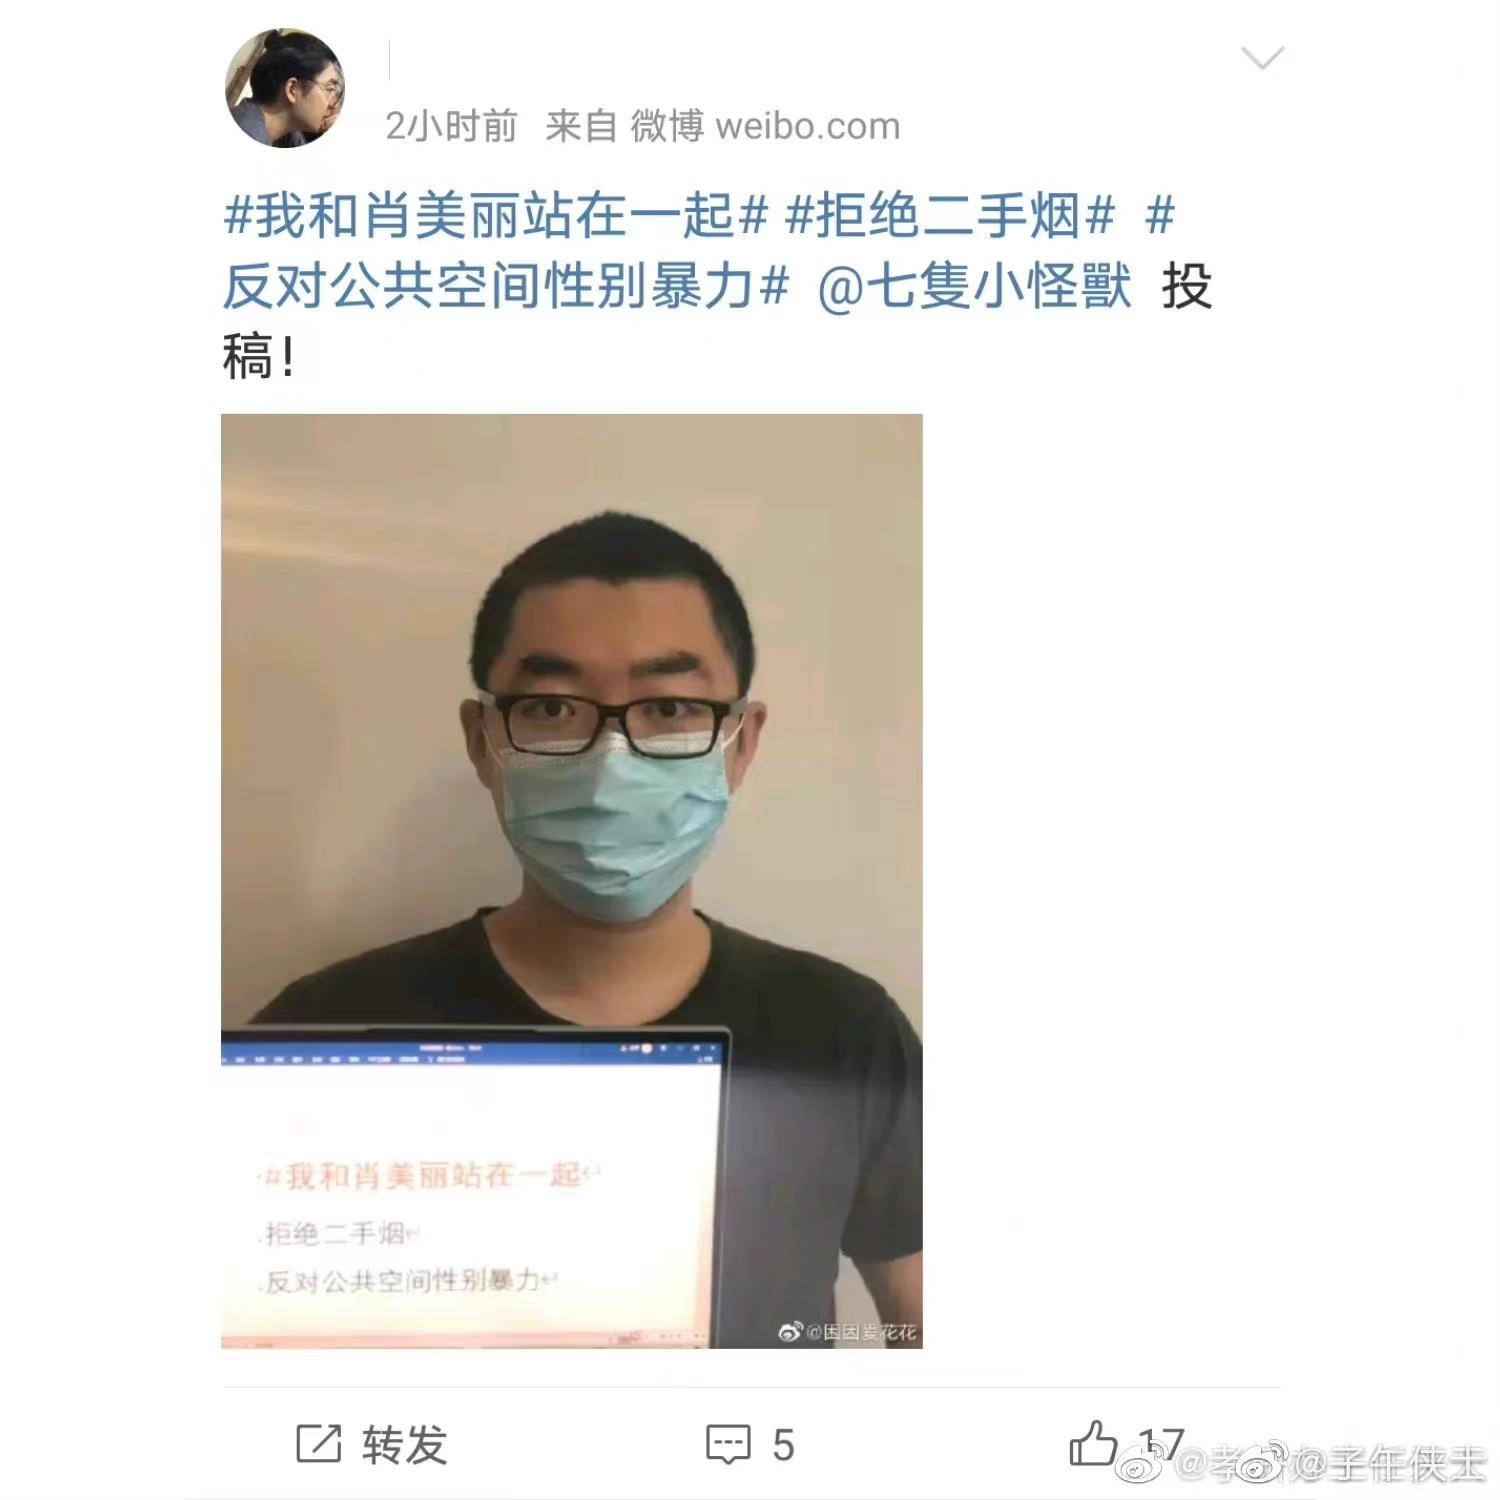 2小时前 来自 微博 weibo.com
#我和肖美丽站在一起# #拒绝二手烟# #
反对公共空间性别暴力# @七隻小怪獸 投
稿！
#我和肖美丽站在一起
拒绝二手烟
反对公共空间性别暴力
@困困爱花花
转发 5 17